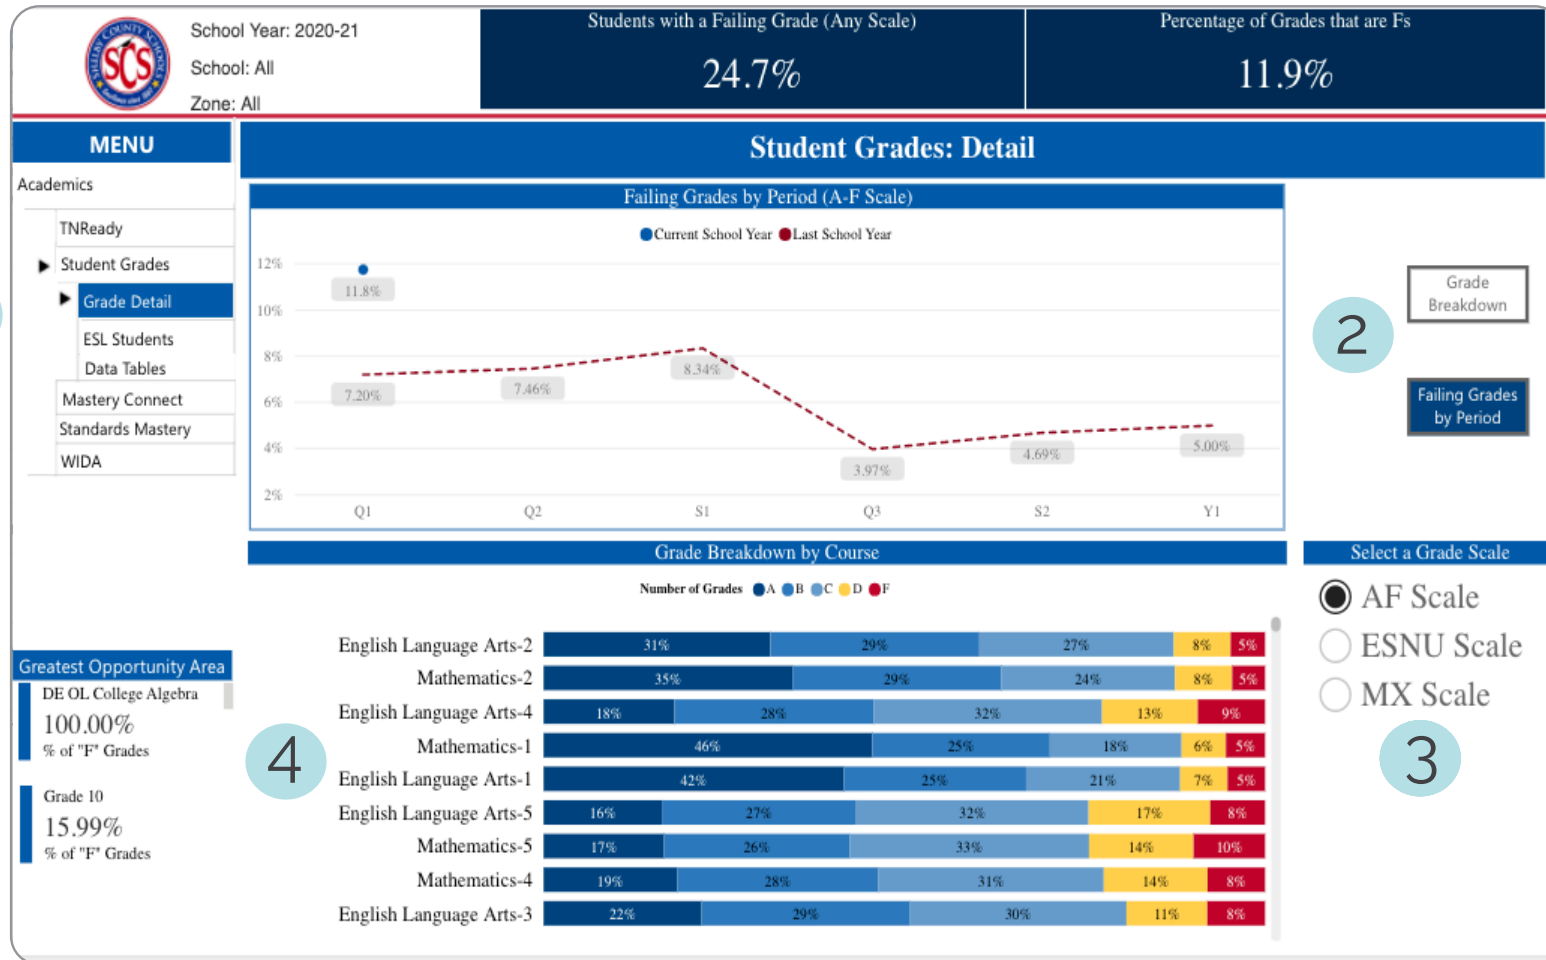 SHELBY COUNTY SCHOOLS
SCS
School Year: 2020-21
School: All
Zone: All
Students with a Failing Grade (Any Scale)
24.7%
Percentage of Grades that are Fs
11.9%
MENU
Academics
TNReady
Student Grades
Grade Detail
ESL Students
Data Tables
Mastery Connect
Standards Mastery
WIDA
Student Grades: Detail
Failing Grades by Period (A-F Scale)
Current School Year Last School Year
12%
10%
8%
6%
4%
2%
11.8%
7.20%
7.46%
8.34%
3.97%
4.69%
5.00%
Q1 Q2 S1 Q3 S2 Y1
2
Grade
Breakdown
Failing Grades
by Period
Greatest Opportunity Area
DE OL College Algebra
100.00%
% of "F" Grades
Grade 10
15.99%
% of "F" Grades
Grade Breakdown by Course
Number of Grades A B C D F
English Language Arts-2 31% 29% 27% 8% 5%
Mathematics-2 35% 29% 24% 8% 5%
English Language Arts-4 18% 28% 32% 13% 9%
Mathematics-1 46% 25% 18% 6% 5%
English Language Arts-1 42% 25% 21% 7% 5%
English Language Arts-5 16% 27% 32% 17% 8%
Mathematics-5 17% 26% 33% 14% 10%
Mathematics-4 19% 28% 31% 14% 8%
English Language Arts-3 22% 29% 30% 11% 8%
4
Select a Grade Scale
AF Scale
ESNU Scale
MX Scale
3